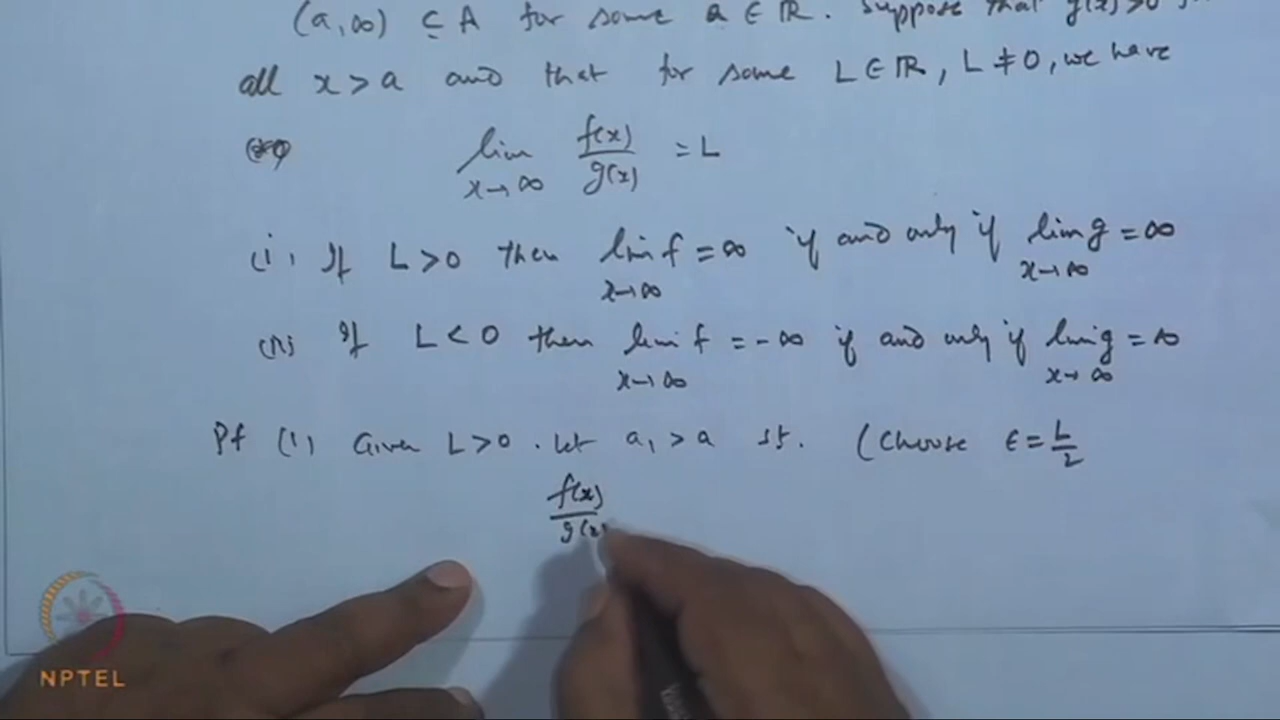 (a, ∞) ⊆ A for some a ∈ ℝ. Suppose that g(x) > 0
all x > a and that for some L ∈ ℝ, L ≠ 0, we have
lim x→∞ f(x)/g(x) = L
(i) If L > 0 then lim x→∞ f = ∞ if and only if lim x→∞ g = ∞
(ii) If L < 0 then lim x→∞ f = -∞ if and only if lim x→∞ g = ∞
Pf (i) Given L > 0. Let a₁ > a st. (Choose ε = L/2
f(x)/g(x)
NPTEL